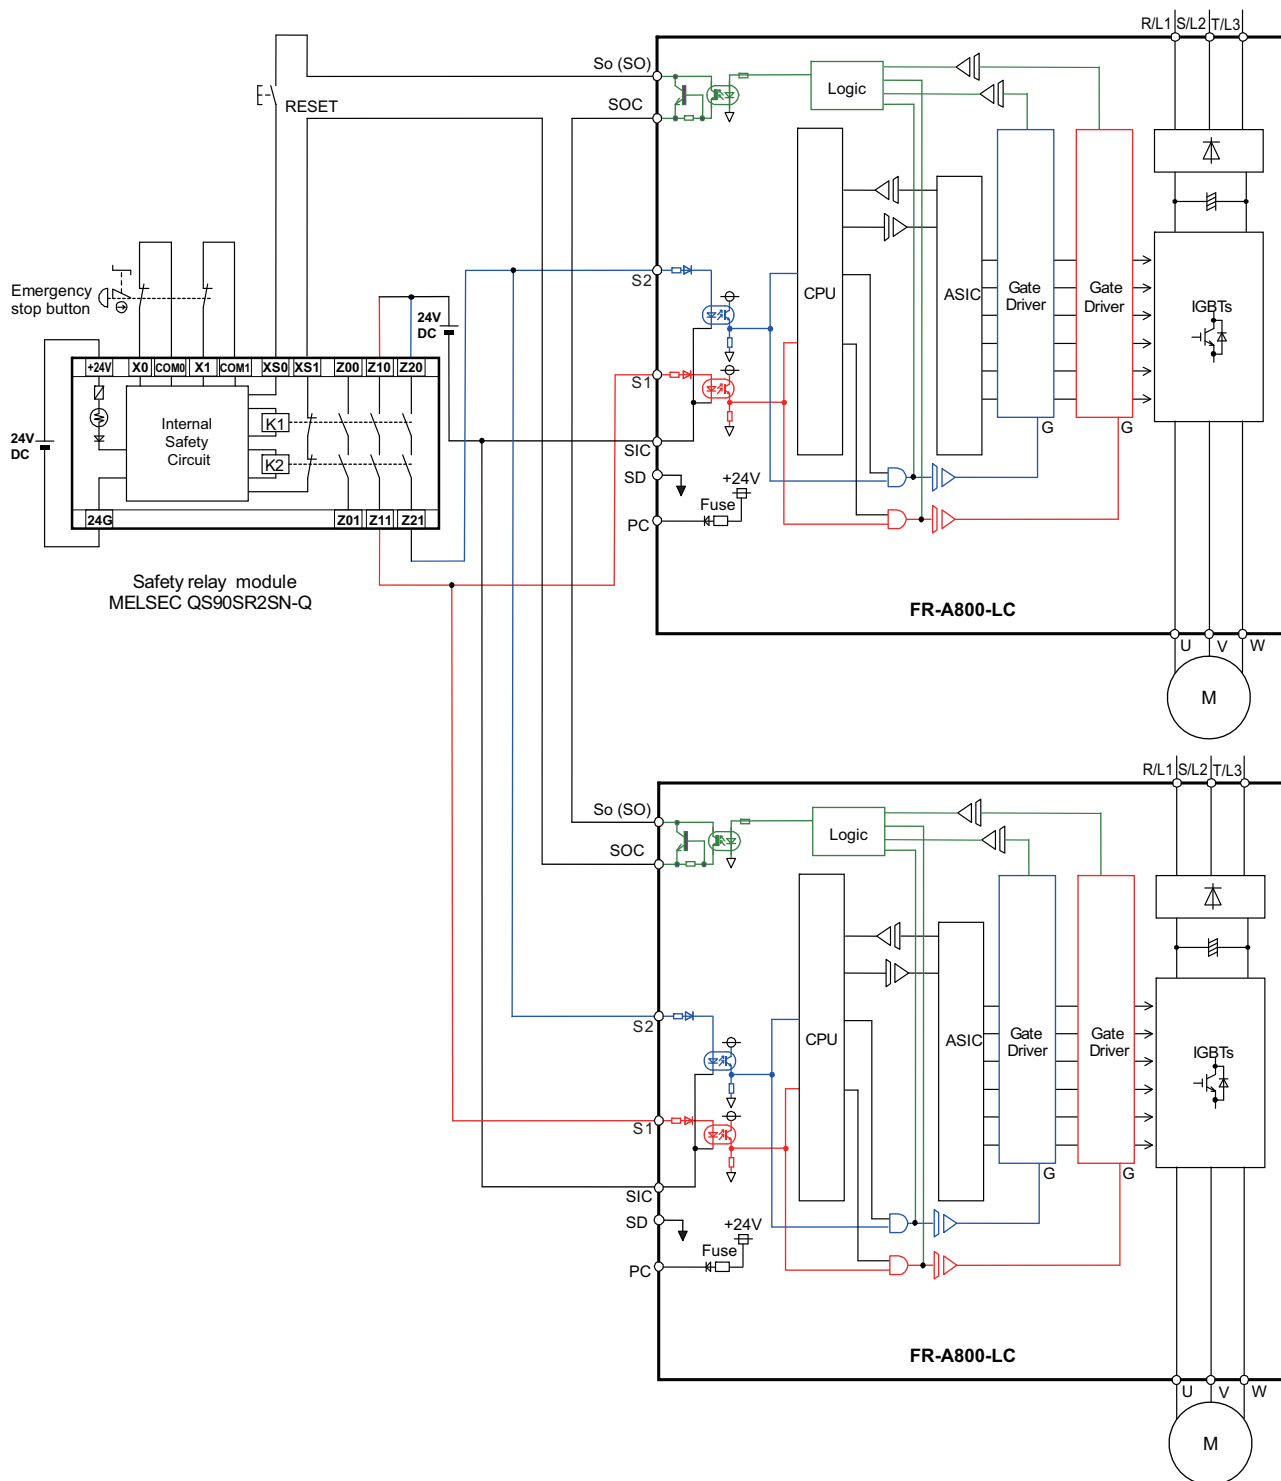 R/L1 S/L2 T/L3
So (SO)
SOC
RESET
Logic
S2
CPU
ASIC
Gate
Driver
Gate
Driver
IGBTs
Emergency
stop button
24V
DC
+24V X0 COM0 X1 COM1 XS0 XS1 Z00 Z10 Z20
S1
24V
DC
Internal
Safety
Circuit
K1
K2
G
G
SIC
SD
+24V
Fuse
PC
24G Z01 Z11 Z21
Safety relay module
MELSEC QS90SR2SN-Q
FR-A800-LC
U V W
M
R/L1 S/L2 T/L3
So (SO)
SOC
Logic
S2
CPU
ASIC
Gate
Driver
Gate
Driver
IGBTs
S1
G
G
SIC
SD
+24V
Fuse
PC
FR-A800-LC
U V W
M